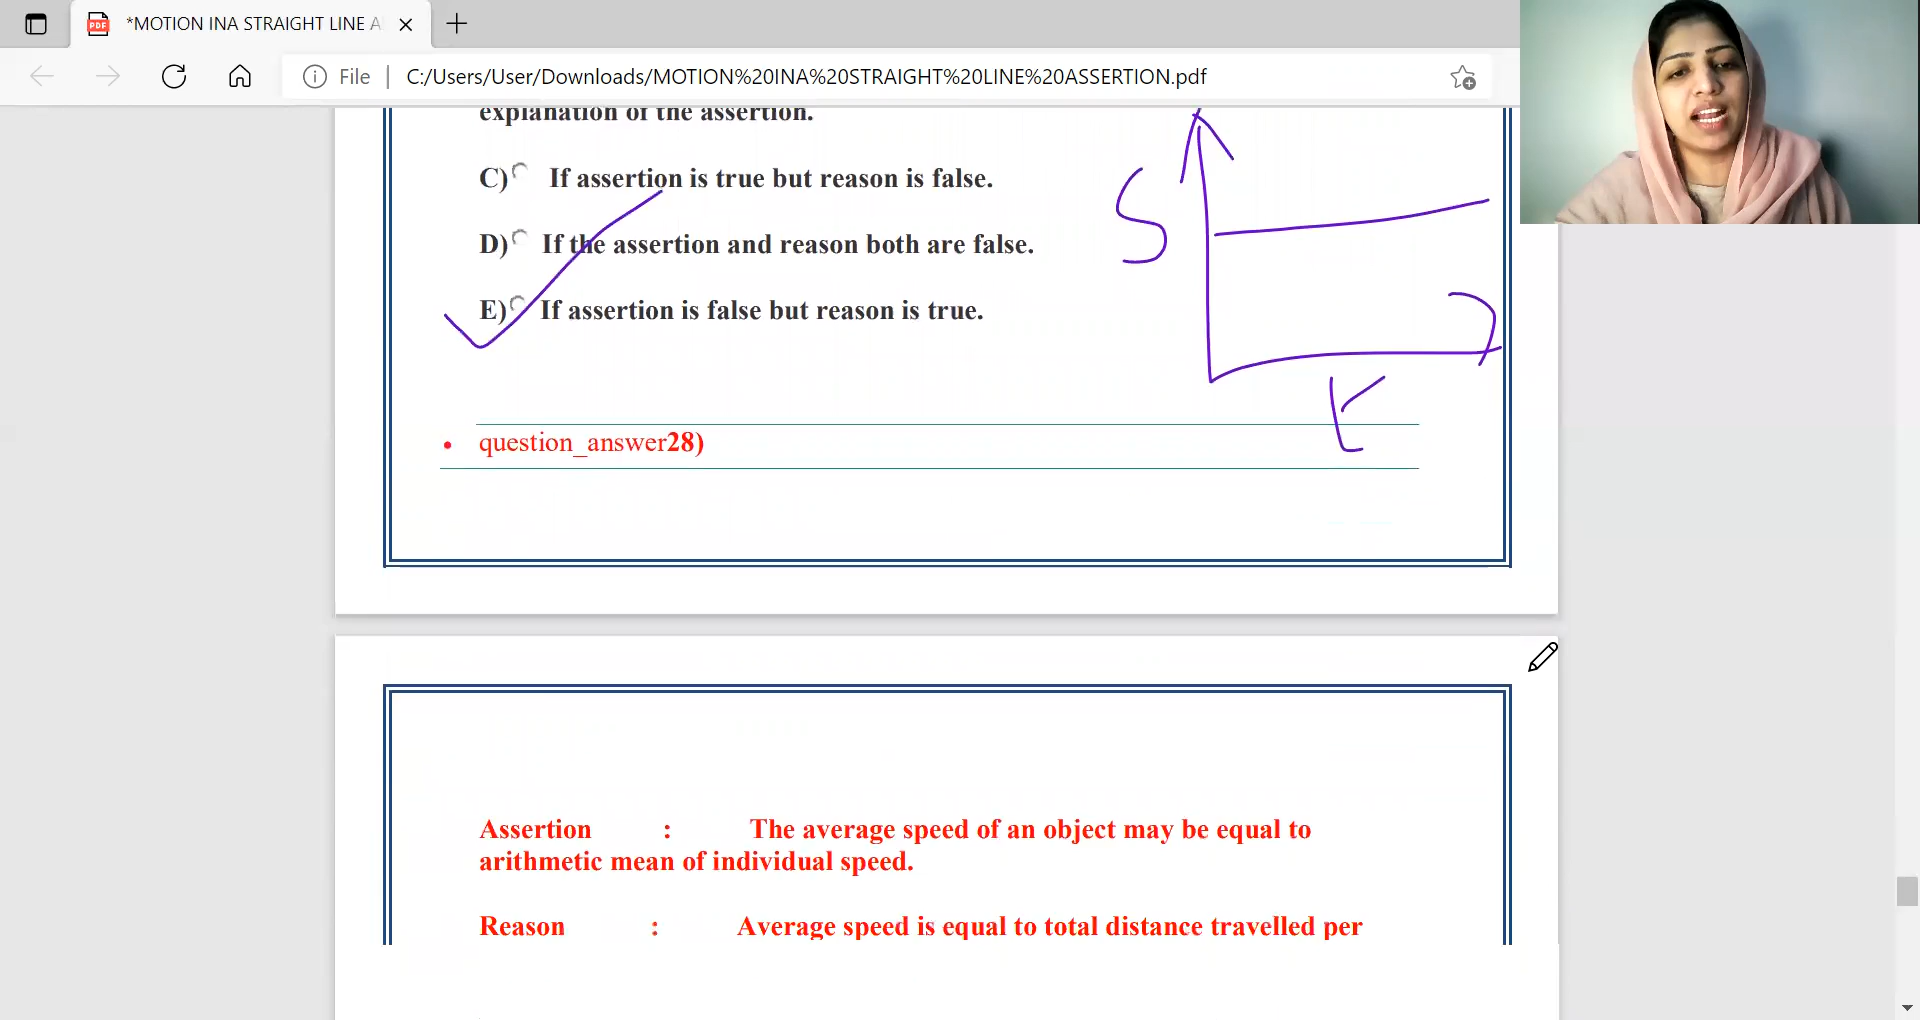 *MOTION INA STRAIGHT LINE A
File
C:/Users/User/Downloads/MOTION%20INA%20STRAIGHT%20LINE%20ASSERTION.pdf
explanation of the assertion.
C) If assertion is true but reason is false.
D) If the assertion and reason both are false.
E) If assertion is false but reason is true.
S
t
question_answer28)
Assertion : The average speed of an object may be equal to
arithmetic mean of individual speed.
Reason : Average speed is equal to total distance travelled per